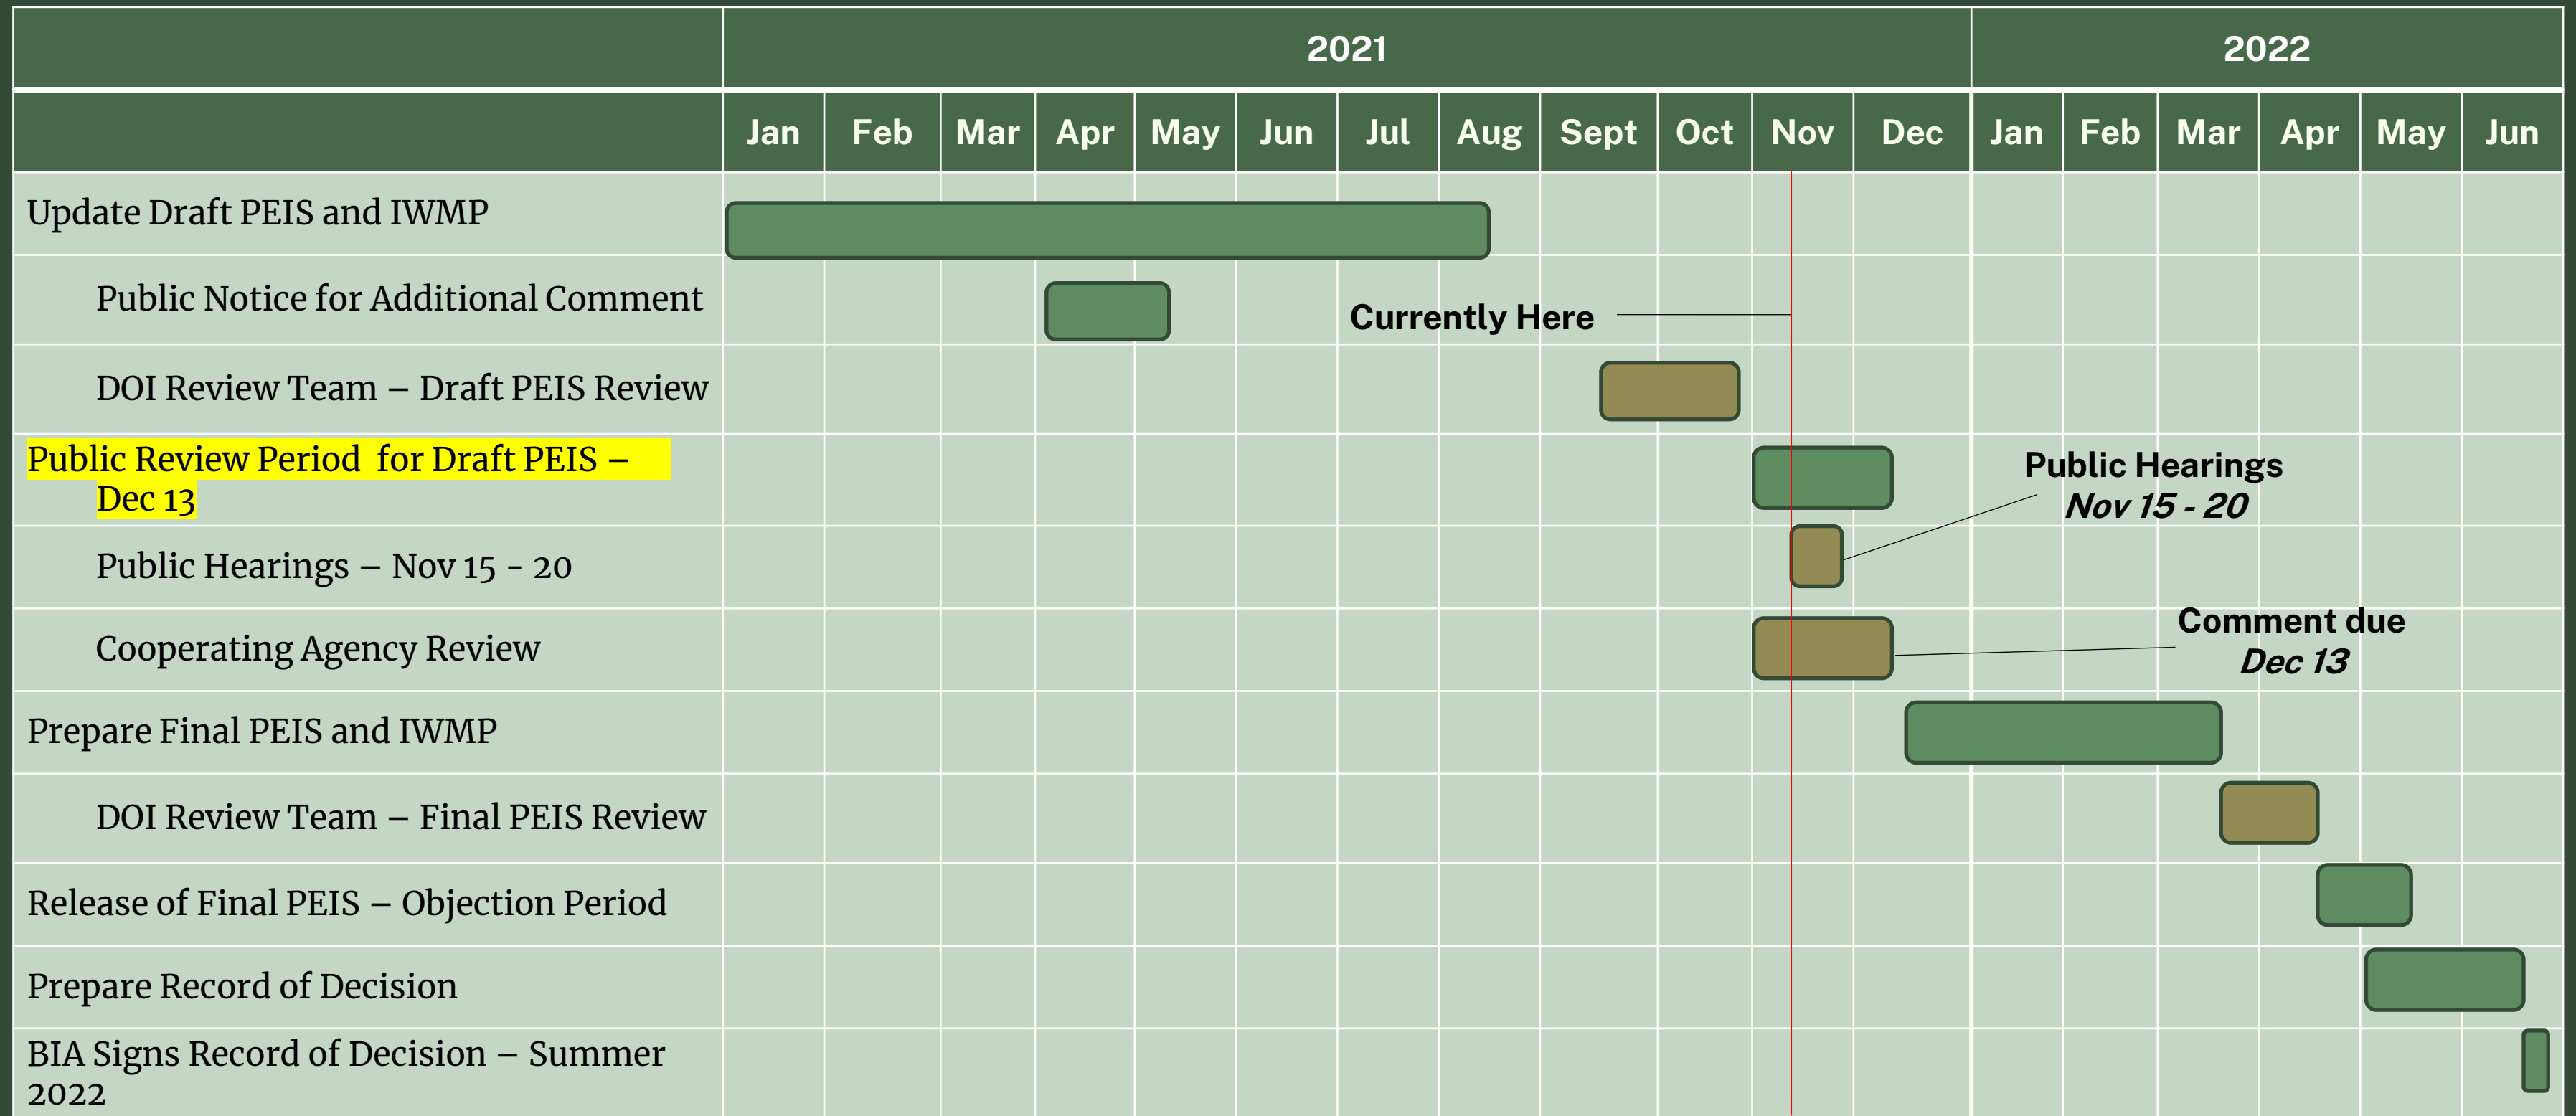 2021
2022
Jan
Feb
Mar
Apr
May
Jun
Jul
Aug
Sept
Oct
Nov
Dec
Jan
Feb
Mar
Apr
May
Jun
Update Draft PEIS and IWMP
Public Notice for Additional Comment
Currently Here
DOI Review Team – Draft PEIS Review
Public Review Period  for Draft PEIS –
Dec 13
Public Hearings
Nov 15 - 20
Public Hearings – Nov 15 - 20
Cooperating Agency Review
Comment due
Dec 13
Prepare Final PEIS and IWMP
DOI Review Team – Final PEIS Review
Release of Final PEIS – Objection Period
Prepare Record of Decision
BIA Signs Record of Decision – Summer
2022